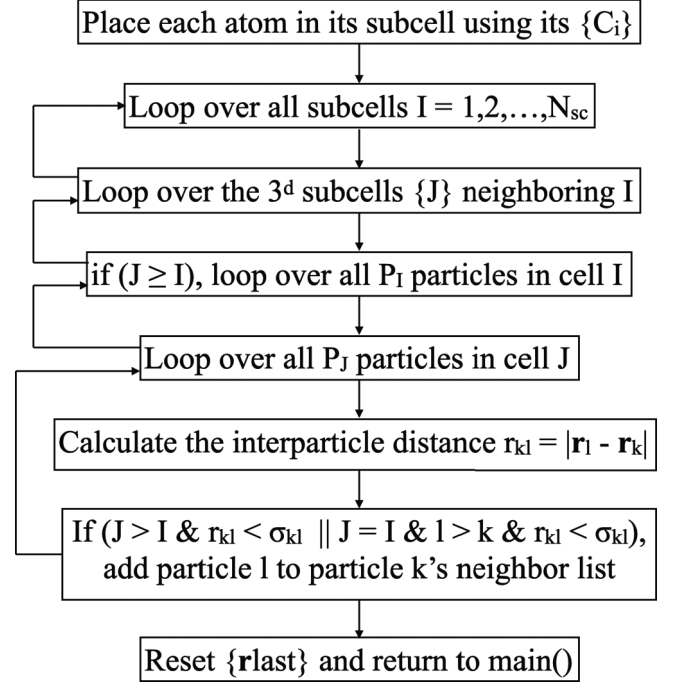 Place each atom in its subcell using its {Cᵢ}
Loop over all subcells I = 1,2,…,Nsc
Loop over the 3ᵈ subcells {J} neighboring I
if (J ≥ I), loop over all PI particles in cell I
Loop over all PJ particles in cell J
Calculate the interparticle distance rkl = |rl - rk|
If (J > I & rkl < σkl || J = I & l > k & rkl < σkl),
add particle l to particle k’s neighbor list
Reset {rlast} and return to main()